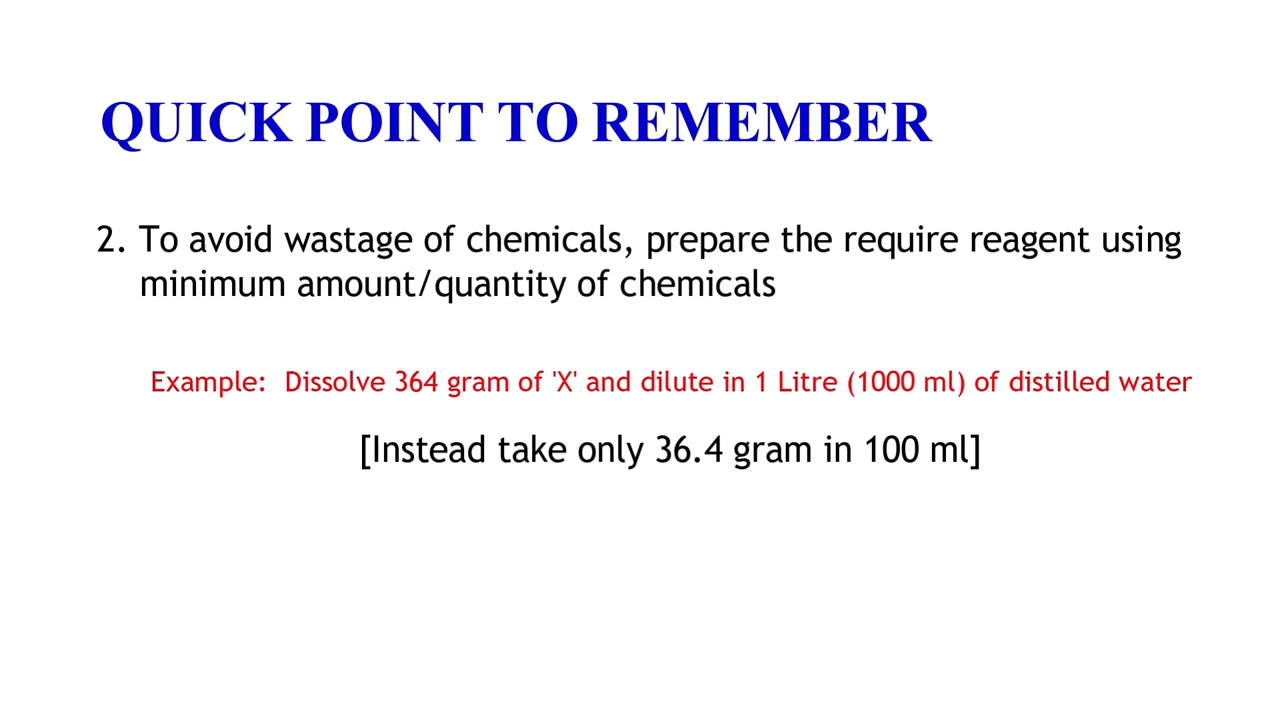 QUICK POINT TO REMEMBER
2. To avoid wastage of chemicals, prepare the require reagent using
minimum amount/quantity of chemicals
Example: Dissolve 364 gram of 'X' and dilute in 1 Litre (1000 ml) of distilled water
[Instead take only 36.4 gram in 100 ml]